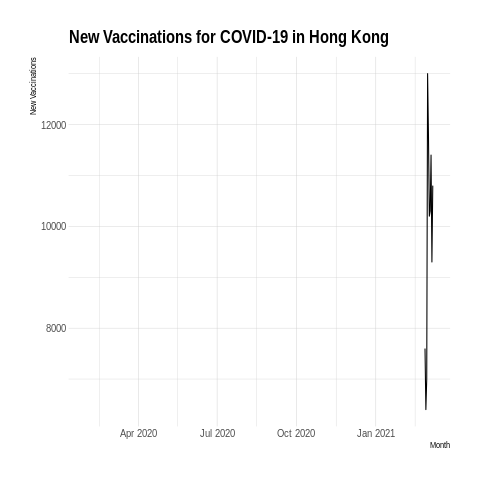 New Vaccinations for COVID-19 in Hong Kong
New Vaccinations
12000
10000
8000
Apr 2020 Jul 2020 Oct 2020 Jan 2021
Month